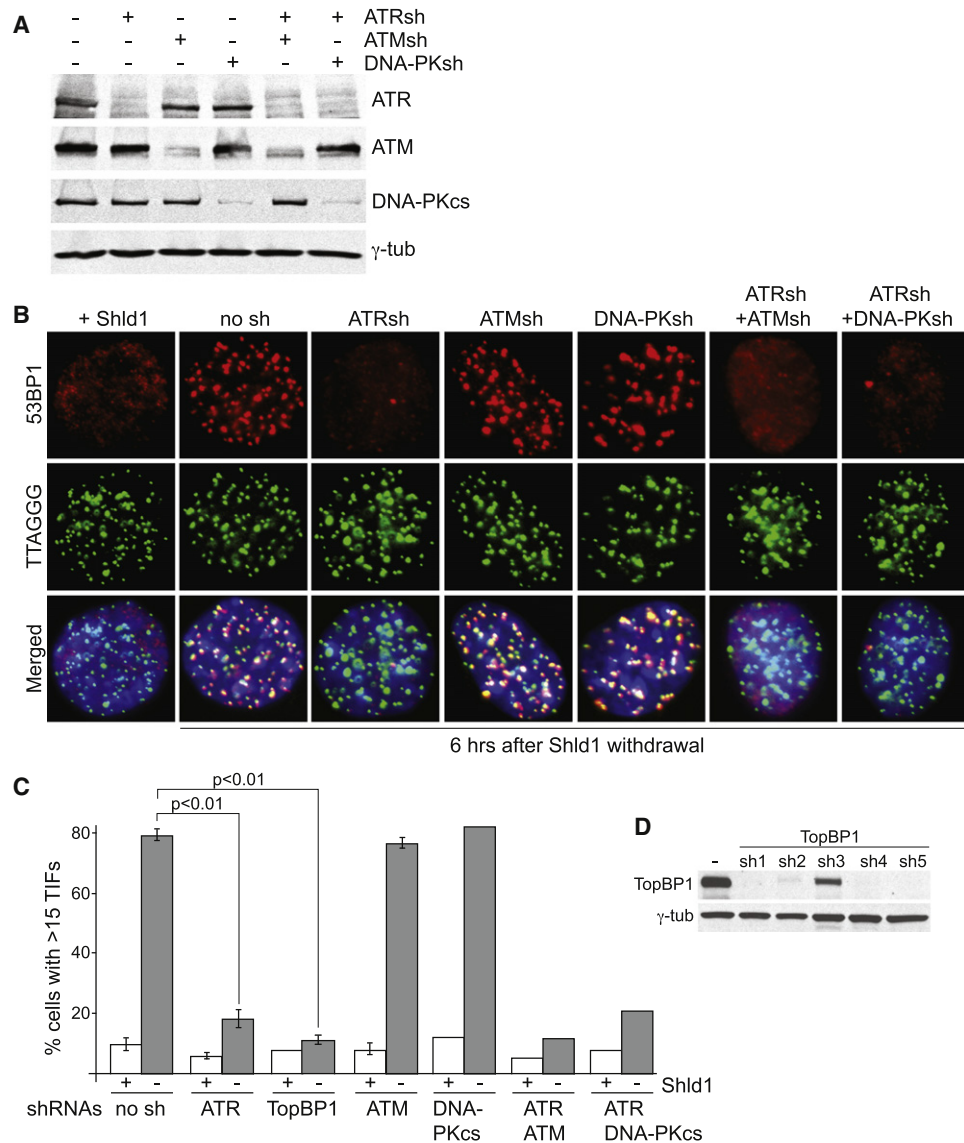 A
- + - - + + ATRsh
- - + - + - ATMsh
- - - + - + DNA-PKsh
ATR
ATM
DNA-PKcs
γ-tub
B
+ Shld1 no sh ATRsh ATMsh DNA-PKsh ATRsh +ATMsh ATRsh +DNA-PKsh
53BP1
TTAGGG
Merged
6 hrs after Shld1 withdrawal
C
p<0.01
p<0.01
% cells with >15 TIFs
80
60
40
20
+ - + - + - + - + - + - + - Shld1
shRNAs no sh ATR TopBP1 ATM DNA- ATR ATR
PKcs ATM DNA-PKcs
D
TopBP1
- sh1 sh2 sh3 sh4 sh5
TopBP1
γ-tub